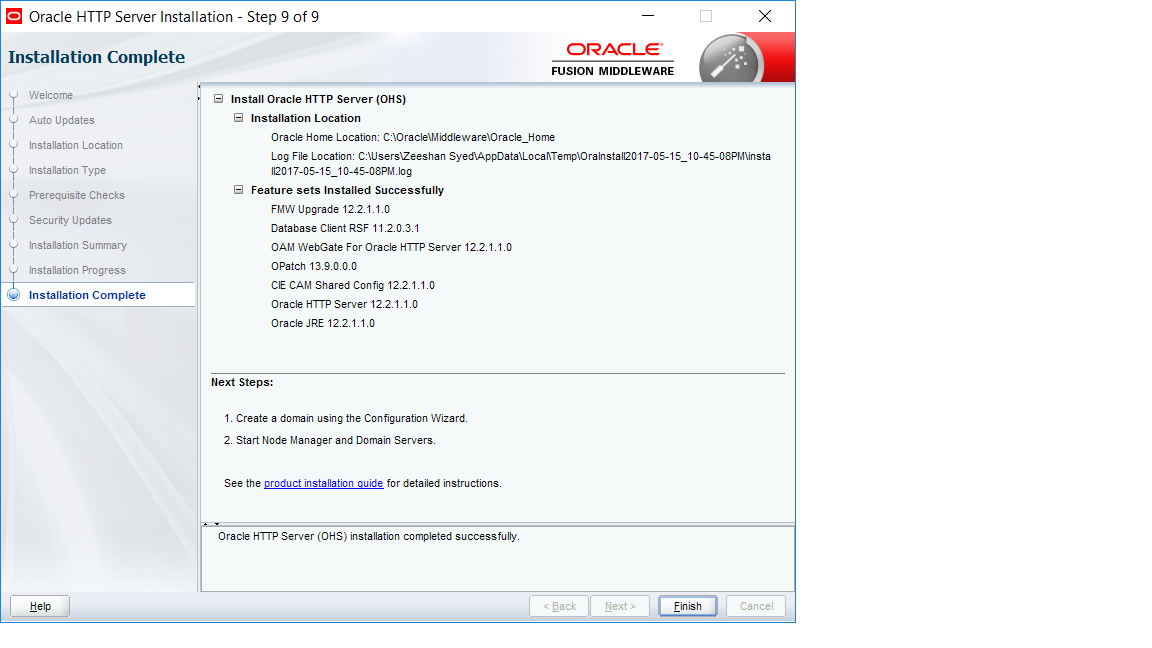 Oracle HTTP Server Installation - Step 9 of 9
Installation Complete
ORACLE
FUSION MIDDLEWARE
Welcome
Auto Updates
Installation Location
Installation Type
Prerequisite Checks
Security Updates
Installation Summary
Installation Progress
Installation Complete
Install Oracle HTTP Server (OHS)
Installation Location
Oracle Home Location: C:\Oracle\Middleware\Oracle_Home
Log File Location: C:\Users\Zeeshan Syed\AppData\Local\Temp\OraInstall2017-05-15_10-45-08PM\insta
ll2017-05-15_10-45-08PM.log
Feature sets Installed Successfully
FMW Upgrade 12.2.1.1.0
Database Client RSF 11.2.0.3.1
OAM WebGate For Oracle HTTP Server 12.2.1.1.0
OPatch 13.9.0.0.0
CIE CAM Shared Config 12.2.1.1.0
Oracle HTTP Server 12.2.1.1.0
Oracle JRE 12.2.1.1.0
Next Steps:
1. Create a domain using the Configuration Wizard.
2. Start Node Manager and Domain Servers.
See the product installation guide for detailed instructions.
Oracle HTTP Server (OHS) installation completed successfully.
Help
< Back
Next >
Finish
Cancel